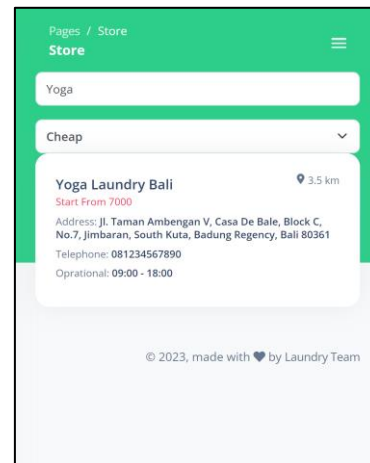 Pages / Store
Store
Yoga
Cheap
Yoga Laundry Bali
3.5 km
Start From 7000
Address: Jl. Taman Ambengan V, Casa De Bale, Block C,
No.7, Jimbaran, South Kuta, Badung Regency, Bali 80361
Telephone: 081234567890
Oprational: 09:00 - 18:00
© 2023, made with ♥ by Laundry Team